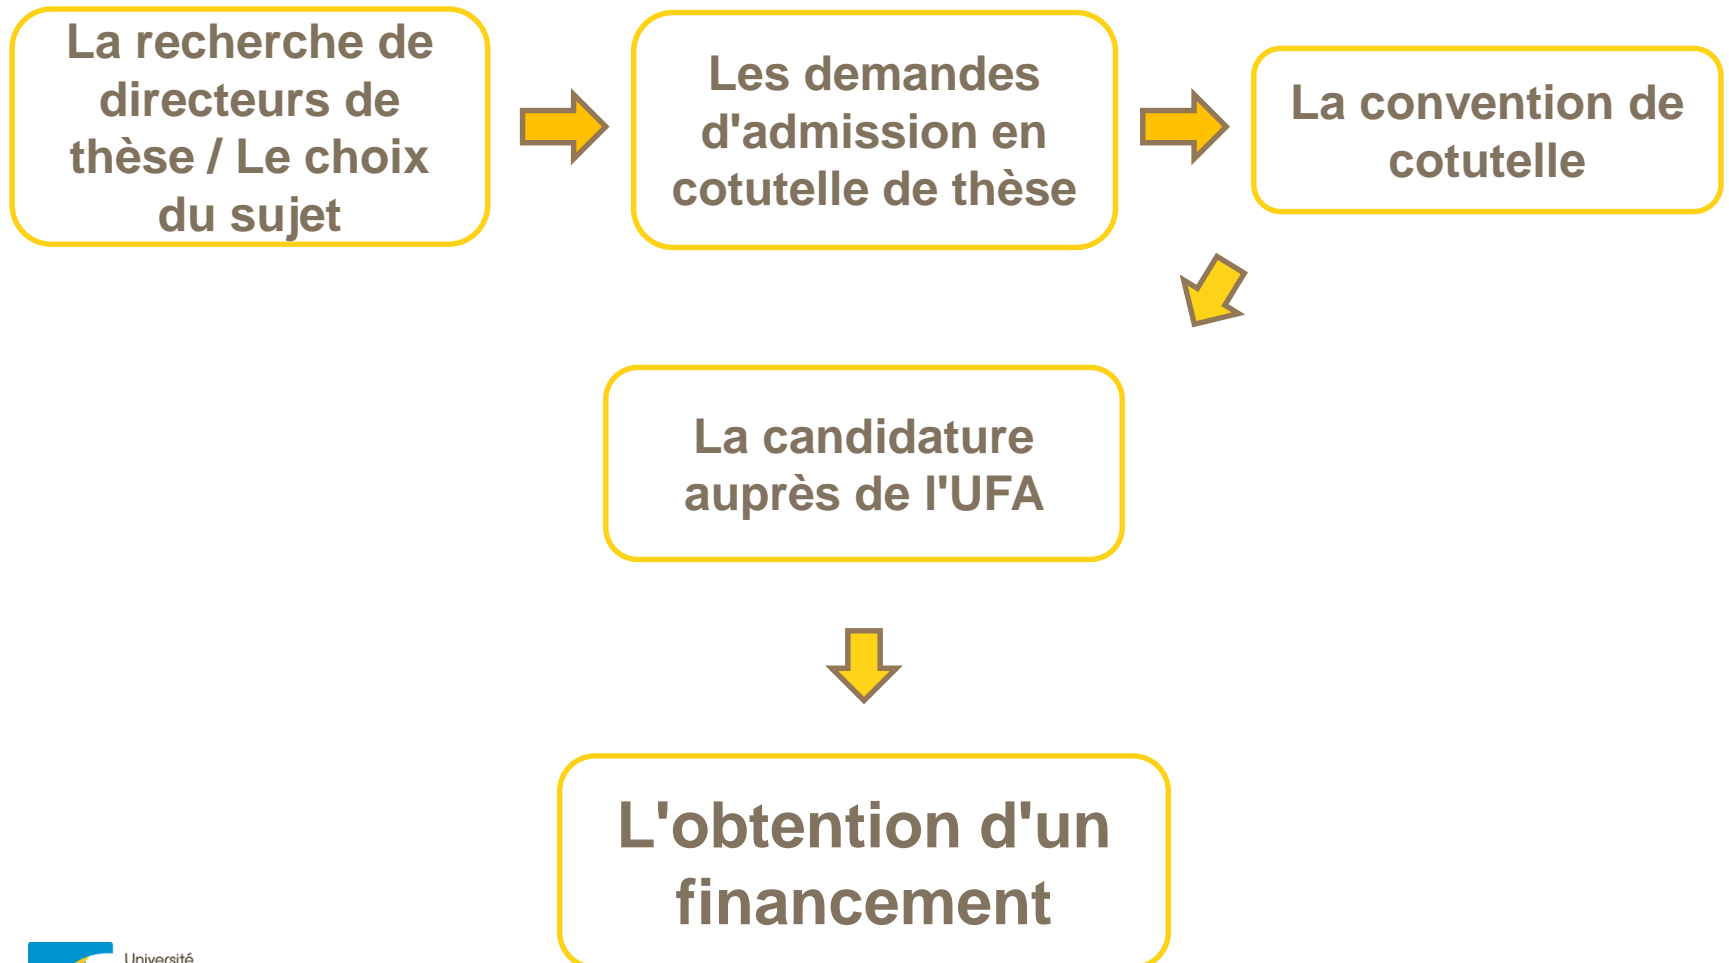 La recherche de
directeurs de
thèse / Le choix
du sujet
Les demandes
d'admission en
cotutelle de thèse
La convention de
cotutelle
La candidature
auprès de l'UFA
L'obtention d'un
financement
Université